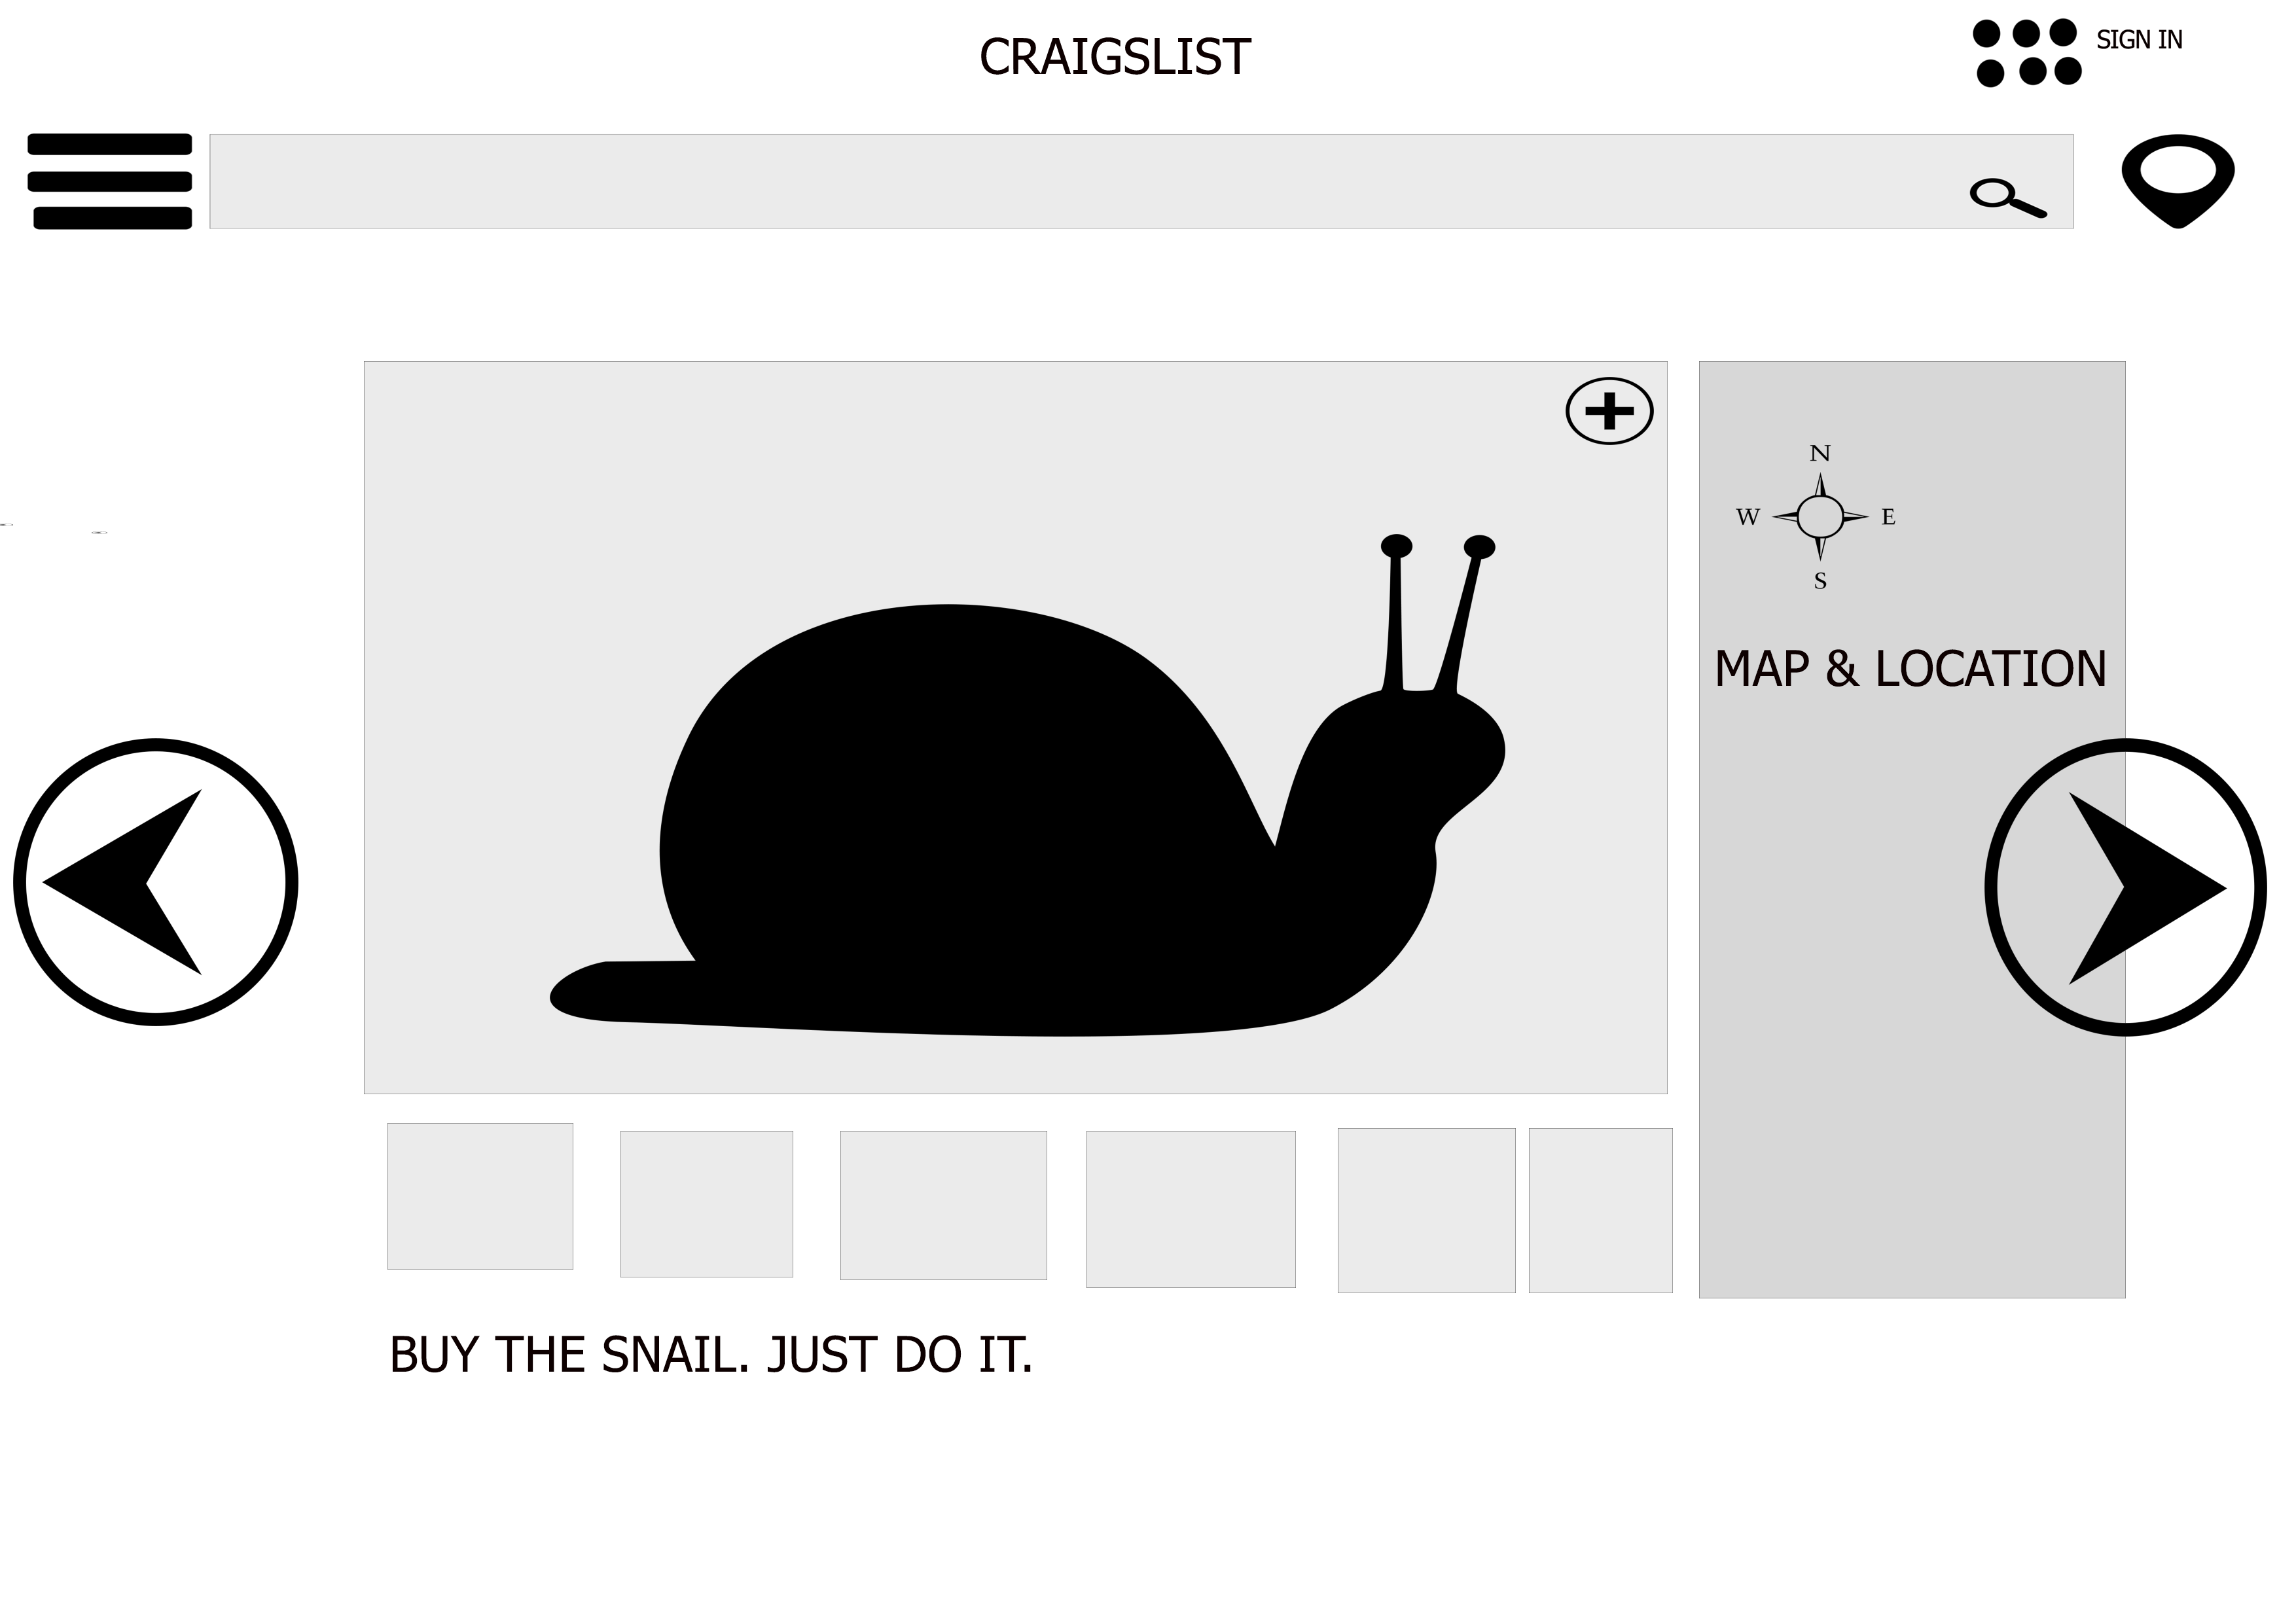 CRAIGSLIST
SIGN IN
N
W E
S
MAP & LOCATION
BUY THE SNAIL. JUST DO IT.